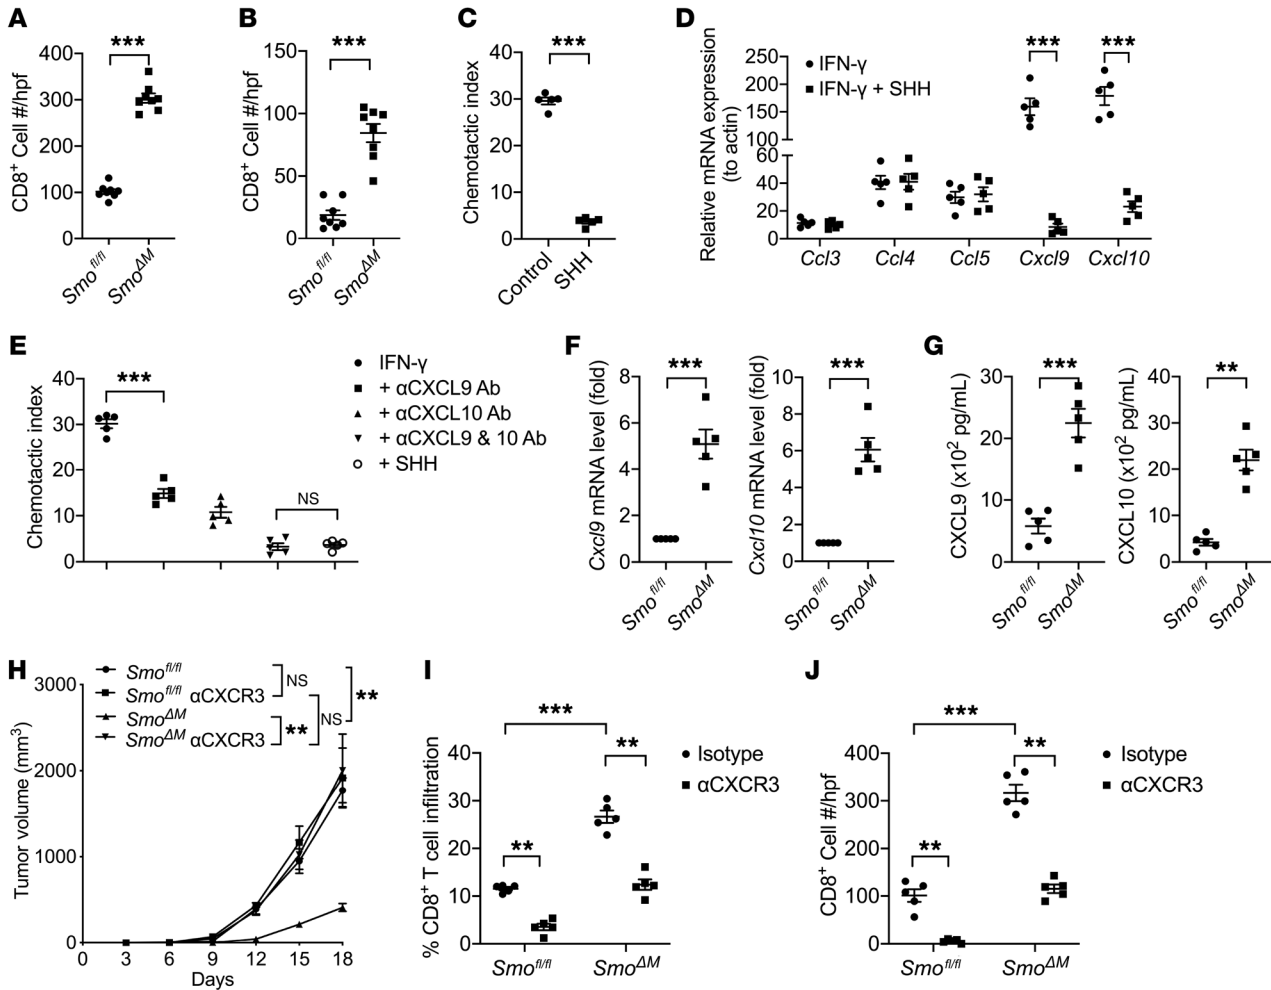 A
CD8+ Cell #/hpf
400
300
200
100
0
***
Smo fl/fl
Smo ΔM
B
CD8+ Cell #/hpf
150
100
50
0
***
Smo fl/fl
Smo ΔM
C
Chemotactic index
40
30
20
10
0
***
Control
SHH
D
Relative mRNA expression
(to actin)
250
200
150
100
60
40
20
0
IFN-γ
IFN-γ + SHH
***
***
Ccl3
Ccl4
Ccl5
Cxcl9
Cxcl10
E
Chemotactic index
40
30
20
10
0
***
NS
IFN-γ
+ αCXCL9 Ab
+ αCXCL10 Ab
+ αCXCL9 & 10 Ab
+ SHH
F
Cxcl9 mRNA level (fold)
8
6
4
2
0
***
Smo fl/fl
Smo ΔM
Cxcl10 mRNA level (fold)
10
8
6
4
2
0
***
Smo fl/fl
Smo ΔM
G
CXCL9 (x10² pg/mL)
30
20
10
0
***
Smo fl/fl
Smo ΔM
CXCL10 (x10² pg/mL)
40
30
20
10
0
**
Smo fl/fl
Smo ΔM
H
Smo fl/fl
Smo fl/fl αCXCR3
Smo ΔM
Smo ΔM αCXCR3
NS
**
NS
**
Tumor volume (mm³)
3000
2000
1000
0
0 3 6 9 12 15 18
Days
I
% CD8+ T cell infiltration
40
30
20
10
0
***
**
**
Isotype
αCXCR3
Smo fl/fl
Smo ΔM
J
CD8+ Cell #/hpf
400
300
200
100
0
***
**
**
Isotype
αCXCR3
Smo fl/fl
Smo ΔM